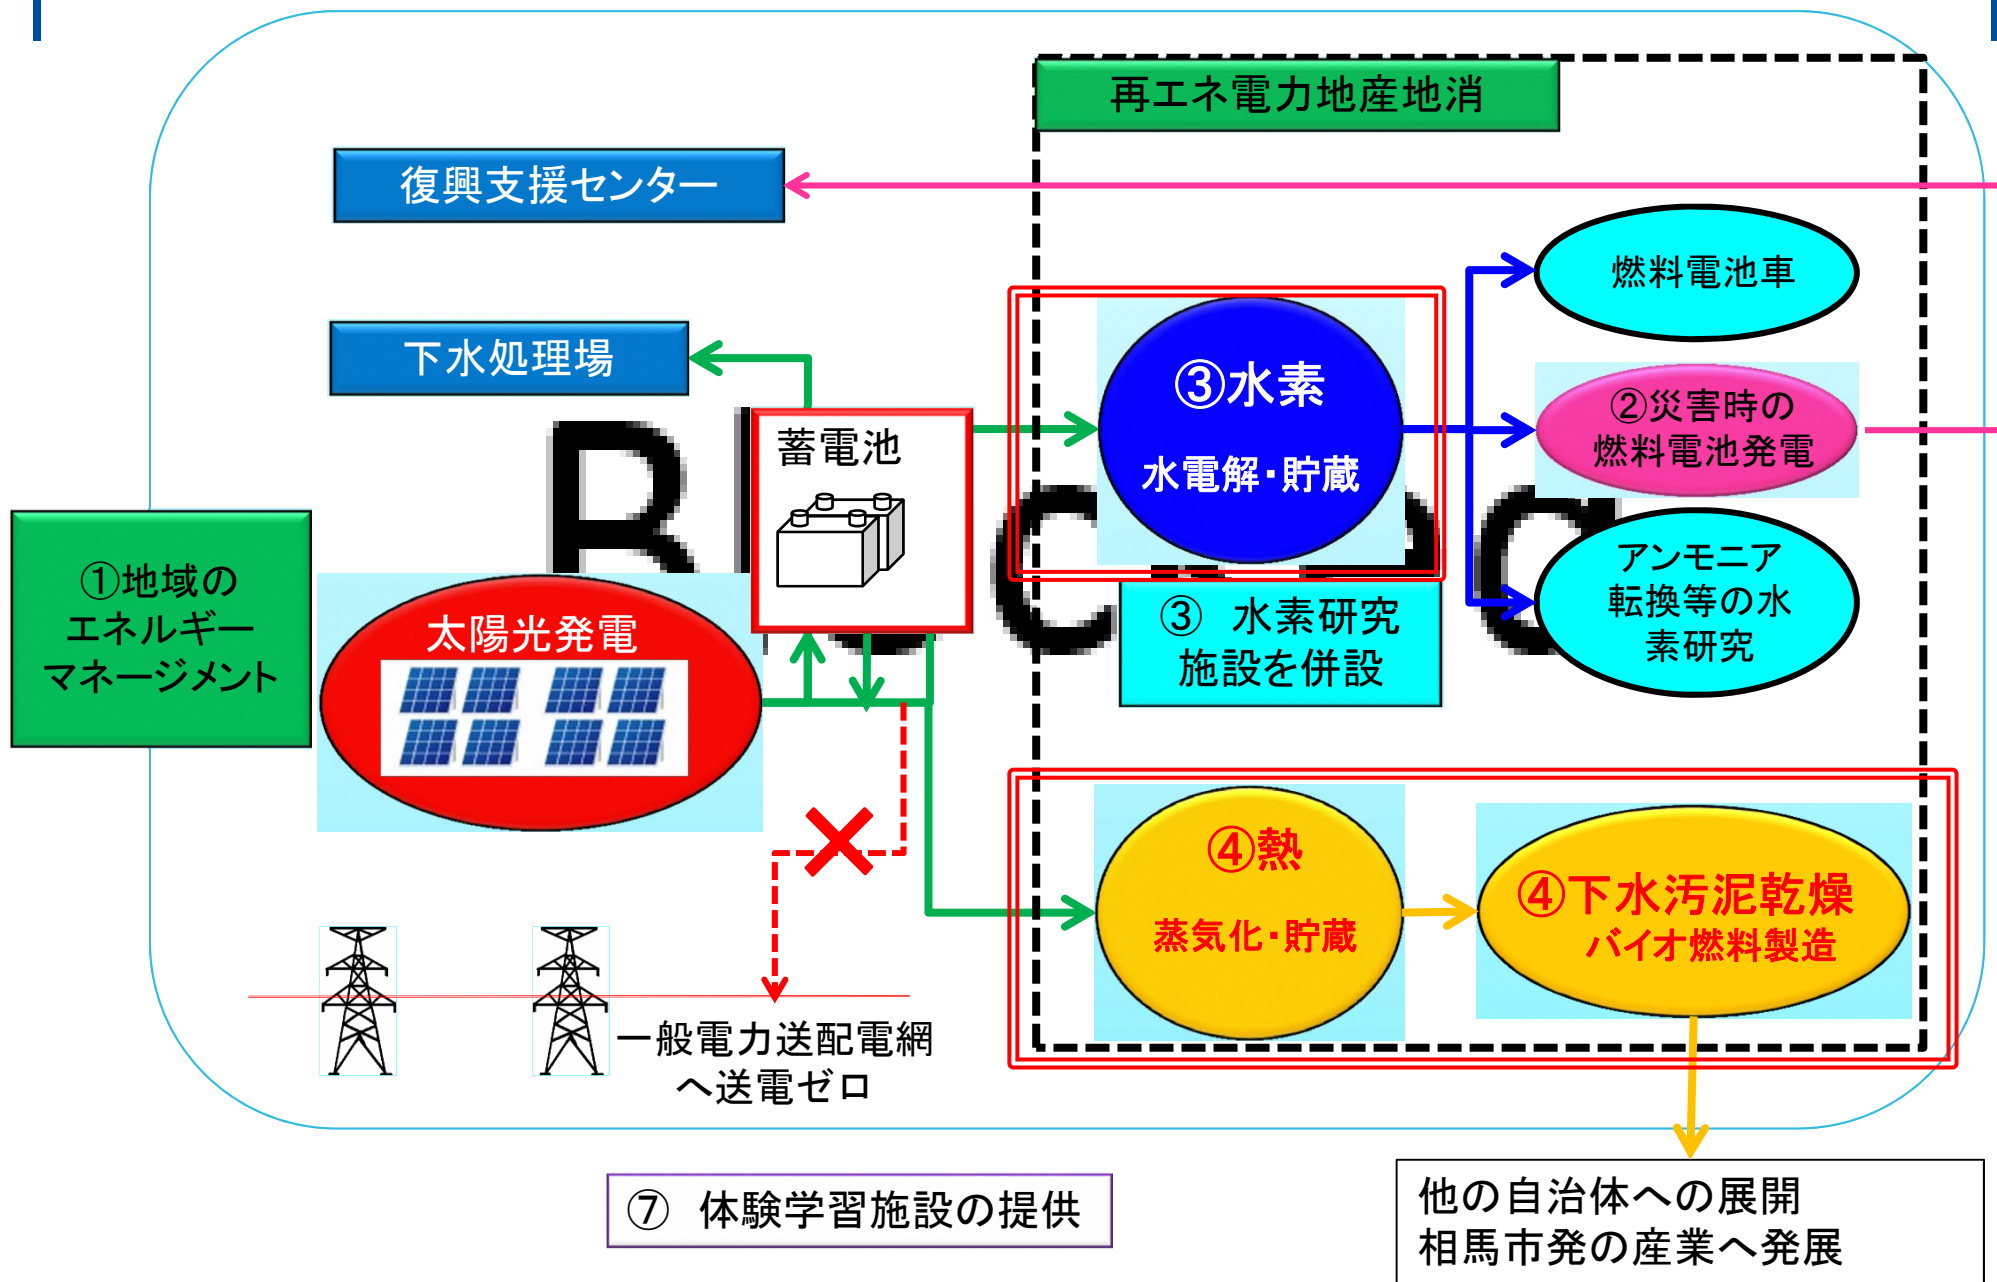 再エネ電力地産地消
復興支援センター
燃料電池車
下水処理場
③水素
水電解・貯蔵
②災害時の
燃料電池発電
蓄電池
①地域の
エネルギー
マネージメント
太陽光発電
③　水素研究
施設を併設
アンモニア
転換等の水
素研究
④熱
蒸気化・貯蔵
④下水汚泥乾燥
バイオ燃料製造
一般電力送配電網
へ送電ゼロ
⑦　体験学習施設の提供
他の自治体への展開
相馬市発の産業へ発展